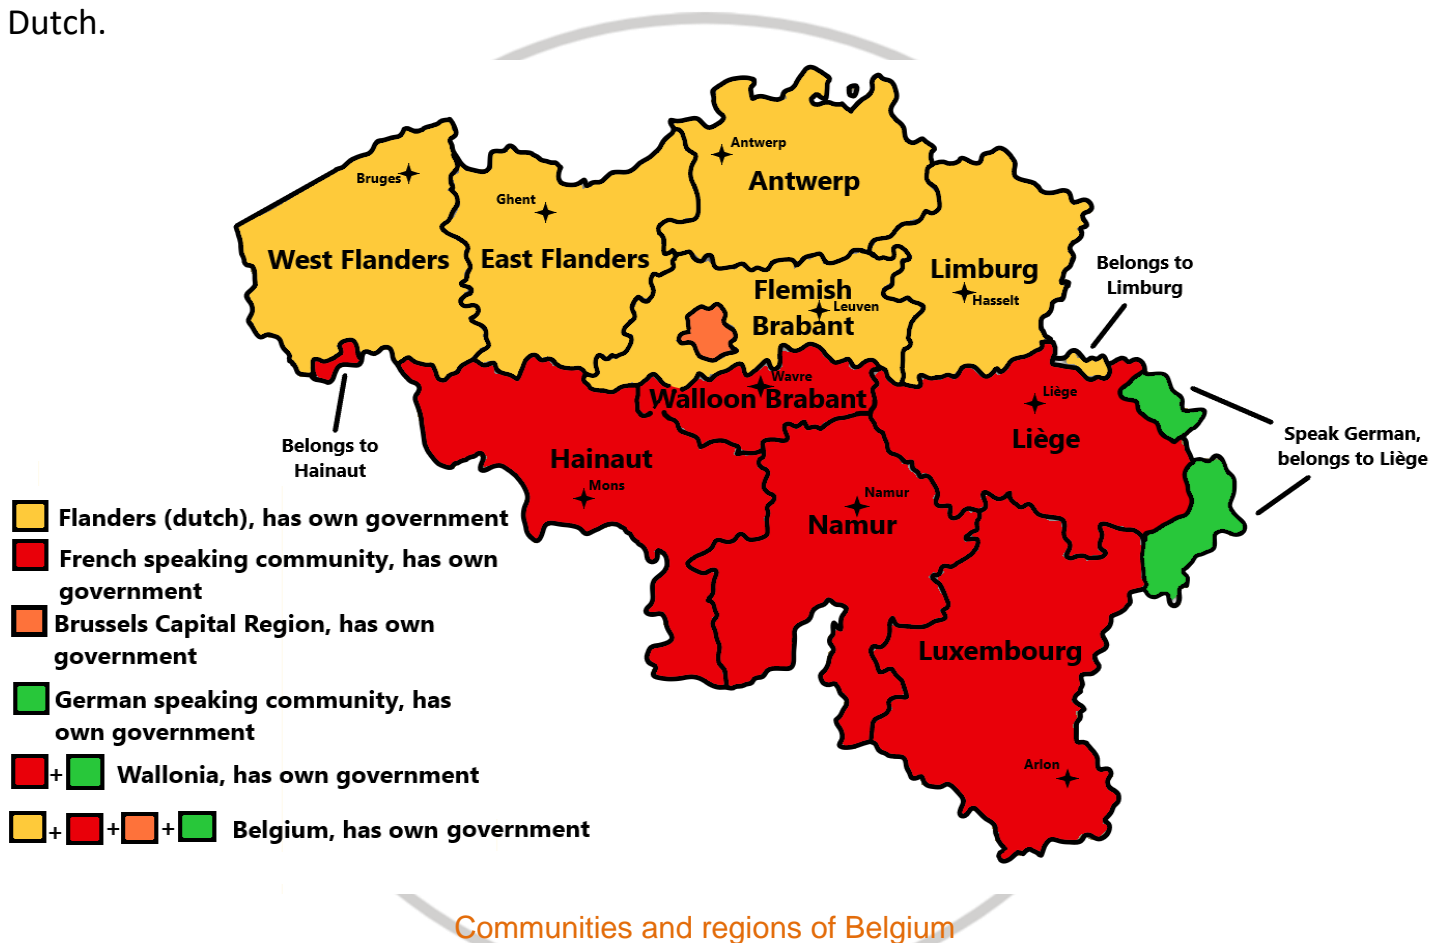 Dutch.
Antwerp
Antwerp
Bruges
Ghent
West Flanders
East Flanders
Limburg
Hasselt
Belongs to
Limburg
Flemish
Leuven
Brabant
Wavre
Walloon Brabant
Liège
Liège
Speak German,
belongs to Liège
Belongs to
Hainaut
Hainaut
Mons
Namur
Namur
Luxembourg
Arlon
Flanders (dutch), has own government
French speaking community, has own
government
Brussels Capital Region, has own
government
German speaking community, has
own government
+ Wallonia, has own government
+ + + Belgium, has own government
Communities and regions of Belgium